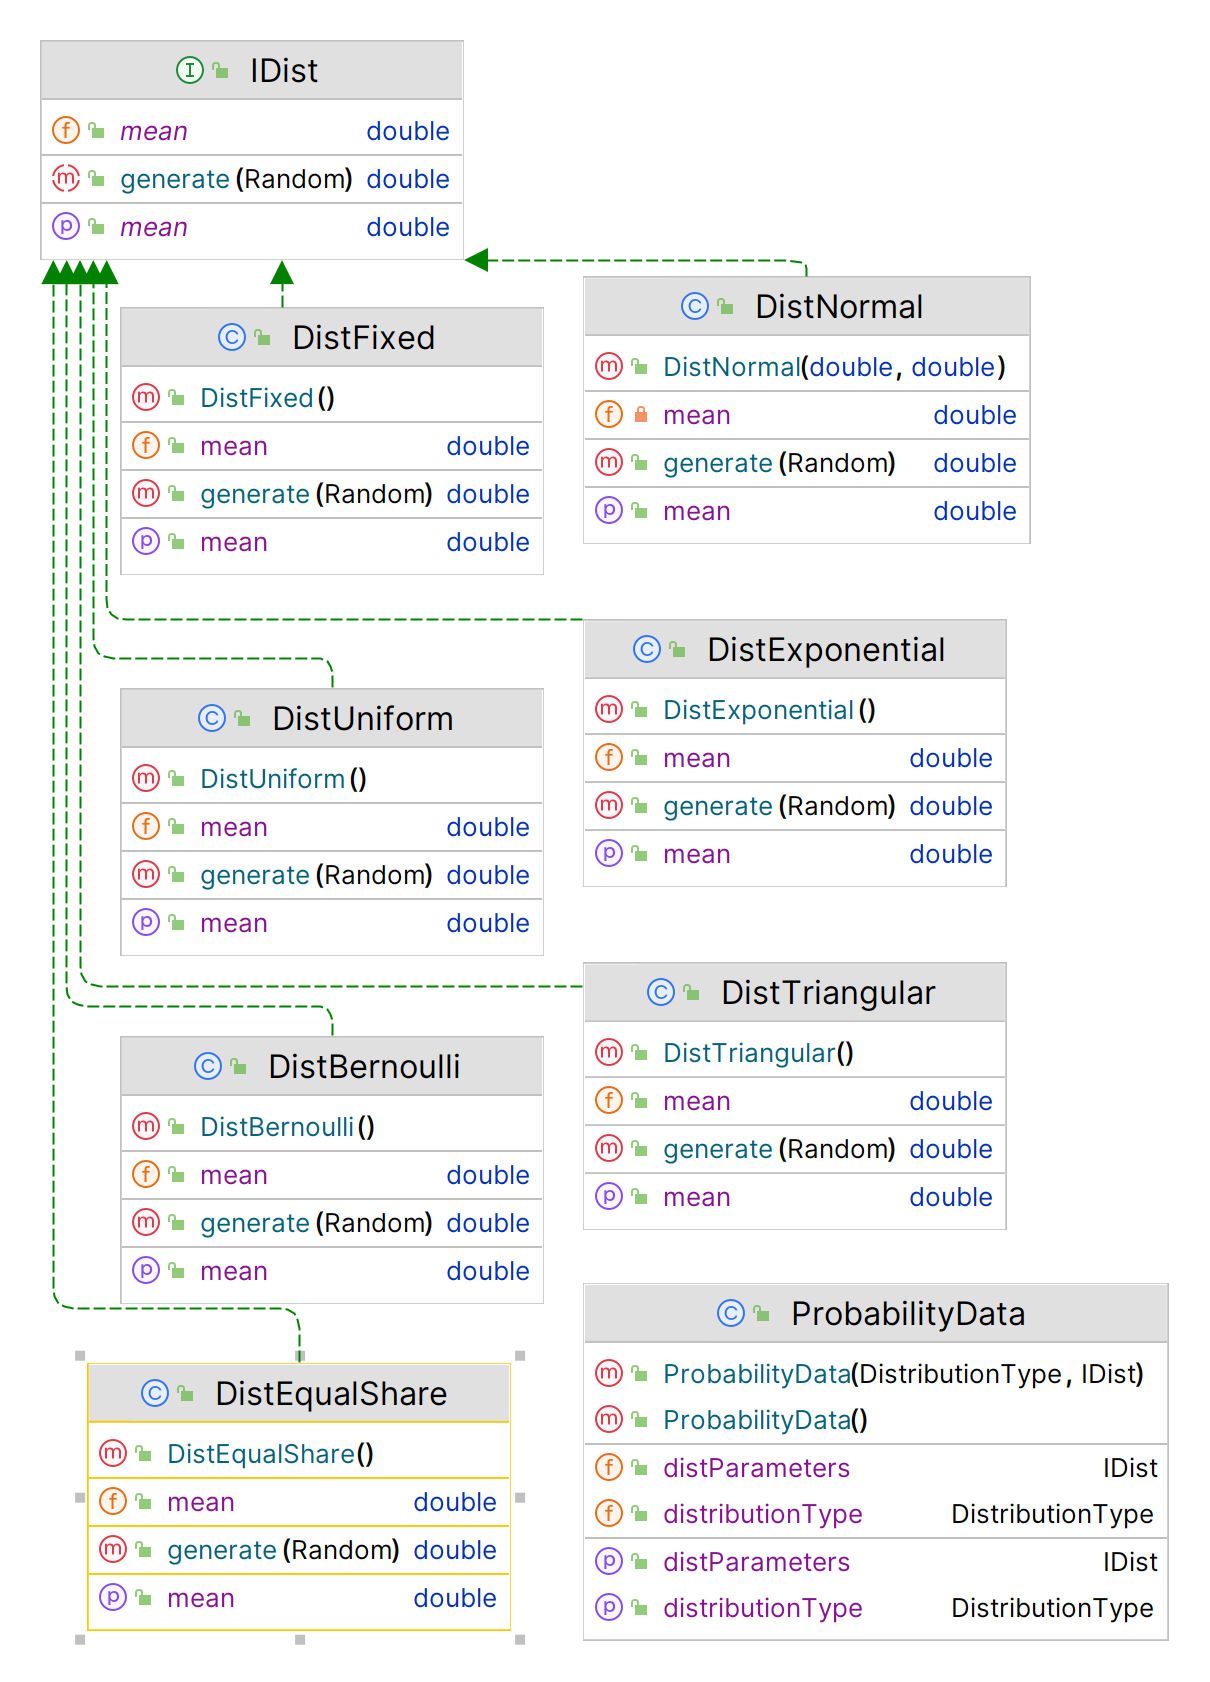 IDist
mean double
generate(Random) double
mean double
DistFixed
DistFixed()
mean double
generate(Random) double
mean double
DistNormal
DistNormal(double, double)
mean double
generate(Random) double
mean double
DistExponential
DistExponential()
mean double
generate(Random) double
mean double
DistUniform
DistUniform()
mean double
generate(Random) double
mean double
DistTriangular
DistTriangular()
mean double
generate(Random) double
mean double
DistBernoulli
DistBernoulli()
mean double
generate(Random) double
mean double
ProbabilityData
ProbabilityData(DistributionType, IDist)
ProbabilityData()
distParameters IDist
distributionType DistributionType
distParameters IDist
distributionType DistributionType
DistEqualShare
DistEqualShare()
mean double
generate(Random) double
mean double